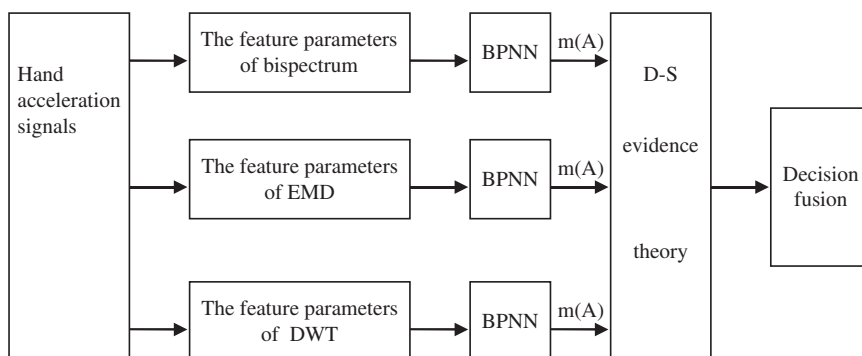 Hand
acceleration
signals
The feature parameters
of bispectrum
BPNN
m(A)
The feature parameters
of EMD
BPNN
m(A)
The feature parameters
of DWT
BPNN
m(A)
D-S
evidence
theory
Decision
fusion